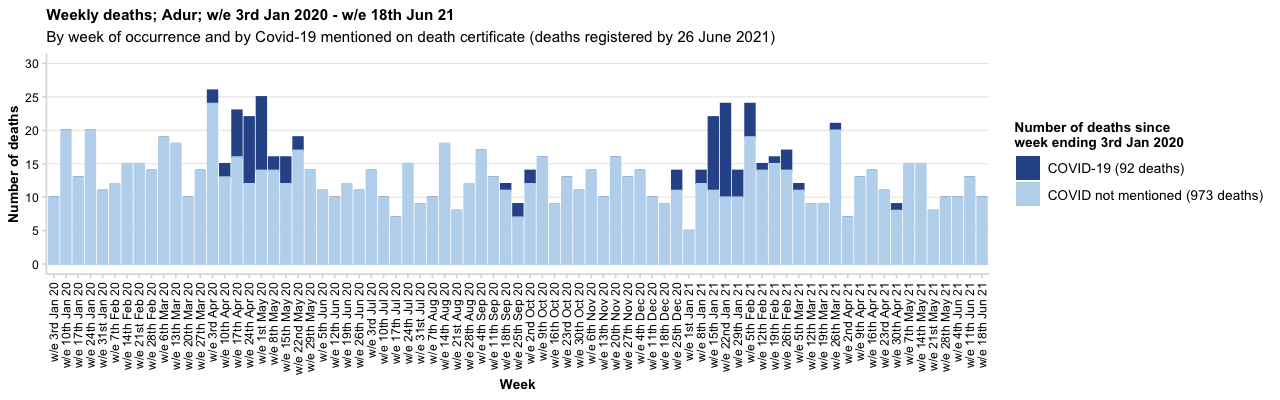 Weekly deaths; Adur; w/e 3rd Jan 2020 - w/e 18th Jun 21
By week of occurrence and by Covid-19 mentioned on death certificate (deaths registered by 26 June 2021)
Number of deaths
30
25
20
15
10
5
0
w/e 3rd Jan 20
w/e 10th Jan 20
w/e 17th Jan 20
w/e 24th Jan 20
w/e 31st Jan 20
w/e 7th Feb 20
w/e 14th Feb 20
w/e 21st Feb 20
w/e 28th Feb 20
w/e 6th Mar 20
w/e 13th Mar 20
w/e 20th Mar 20
w/e 27th Mar 20
w/e 3rd Apr 20
w/e 10th Apr 20
w/e 17th Apr 20
w/e 24th Apr 20
w/e 1st May 20
w/e 8th May 20
w/e 15th May 20
w/e 22nd May 20
w/e 29th May 20
w/e 5th Jun 20
w/e 12th Jun 20
w/e 19th Jun 20
w/e 26th Jun 20
w/e 3rd Jul 20
w/e 10th Jul 20
w/e 17th Jul 20
w/e 24th Jul 20
w/e 31st Jul 20
w/e 7th Aug 20
w/e 14th Aug 20
w/e 21st Aug 20
w/e 28th Aug 20
w/e 4th Sep 20
w/e 11th Sep 20
w/e 18th Sep 20
w/e 25th Sep 20
w/e 2nd Oct 20
w/e 9th Oct 20
w/e 16th Oct 20
w/e 23rd Oct 20
w/e 30th Oct 20
w/e 6th Nov 20
w/e 13th Nov 20
w/e 20th Nov 20
w/e 27th Nov 20
w/e 4th Dec 20
w/e 11th Dec 20
w/e 18th Dec 20
w/e 25th Dec 20
w/e 1st Jan 21
w/e 8th Jan 21
w/e 15th Jan 21
w/e 22nd Jan 21
w/e 29th Jan 21
w/e 5th Feb 21
w/e 12th Feb 21
w/e 19th Feb 21
w/e 26th Feb 21
w/e 5th Mar 21
w/e 12th Mar 21
w/e 19th Mar 21
w/e 26th Mar 21
w/e 2nd Apr 21
w/e 9th Apr 21
w/e 16th Apr 21
w/e 23rd Apr 21
w/e 30th Apr 21
w/e 7th May 21
w/e 14th May 21
w/e 21st May 21
w/e 28th May 21
w/e 4th Jun 21
w/e 11th Jun 21
w/e 18th Jun 21
Week
Number of deaths since
week ending 3rd Jan 2020
COVID-19 (92 deaths)
COVID not mentioned (973 deaths)